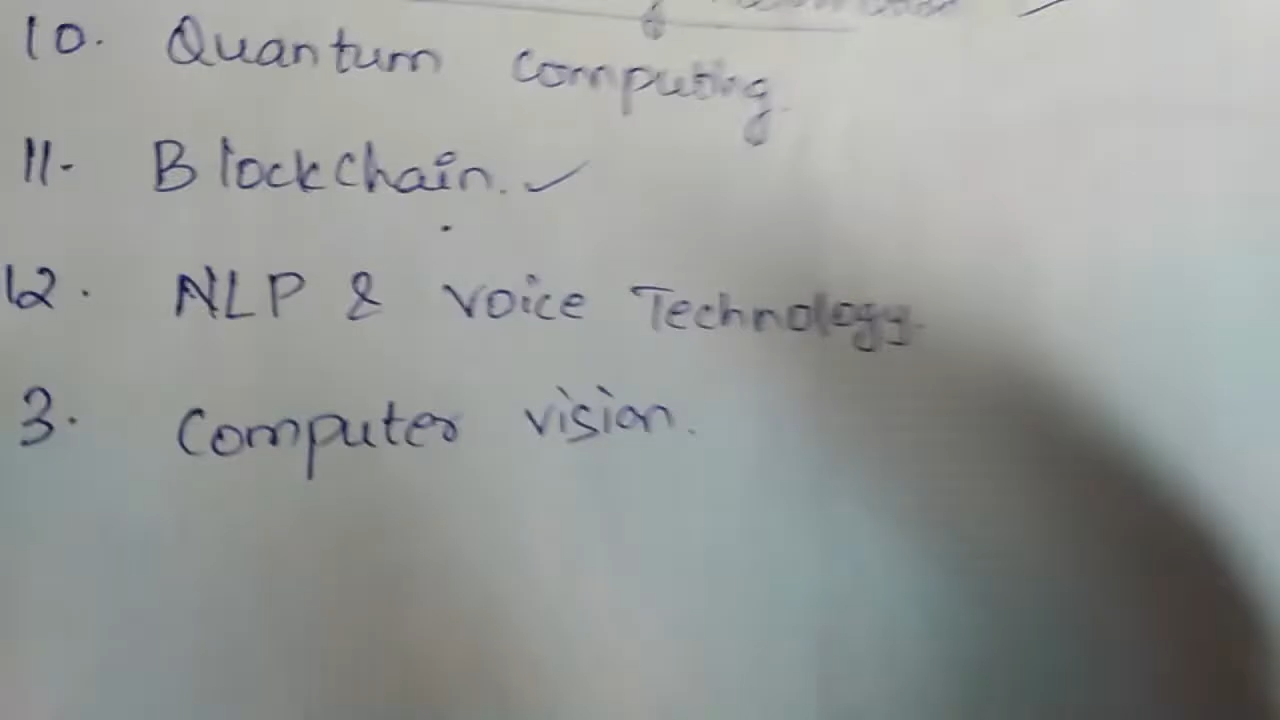 10. Quantum Computing.
11. Blockchain. ✓
12. NLP & Voice Technology.
3. Computer vision.